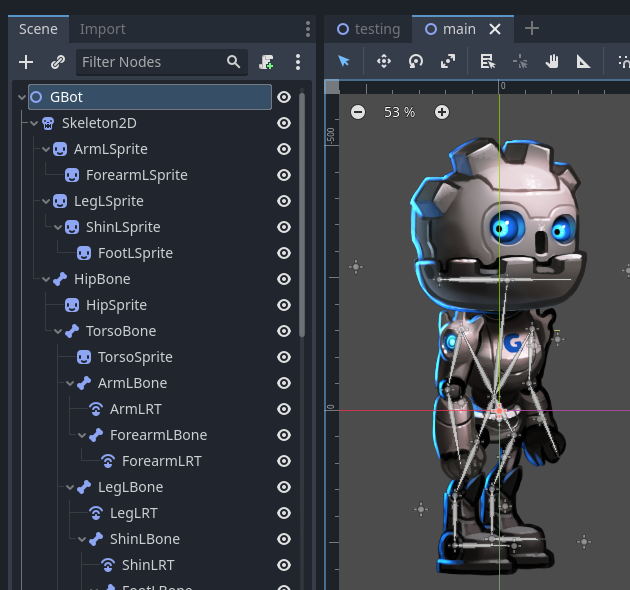 Scene Import
testing main
Filter Nodes
0
53 %
-500
0
GBot
Skeleton2D
ArmLSprite
ForearmLSprite
LegLSprite
ShinLSprite
FootLSprite
HipBone
HipSprite
TorsoBone
TorsoSprite
ArmLBone
ArmLRT
ForearmLBone
ForearmLRT
LegLBone
LegLRT
ShinLBone
ShinLRT
FootLBone
G